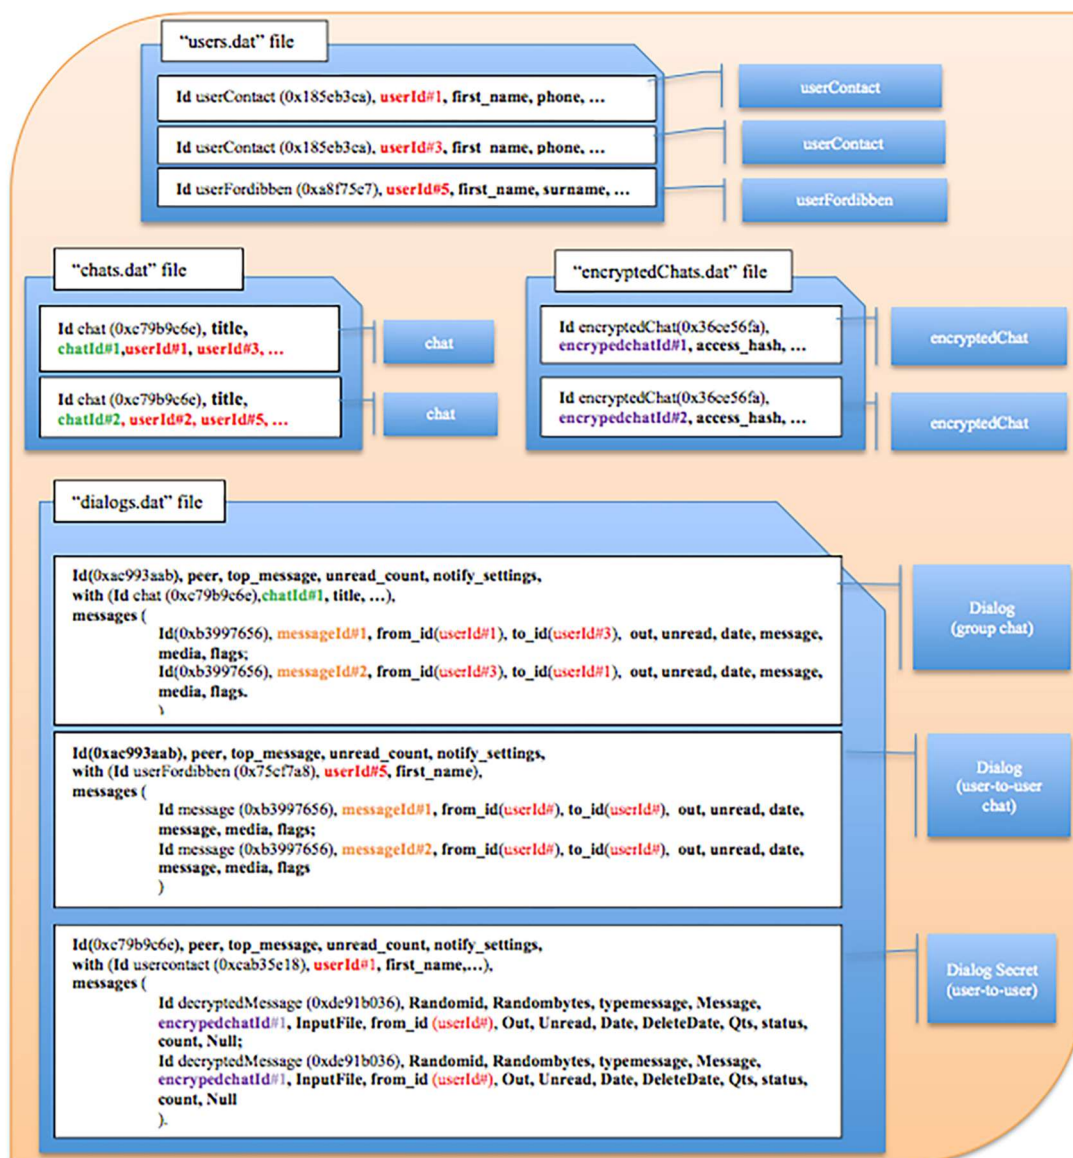 “users.dat” file
Id userContact (0x185eb3ca), userId#1, first_name, phone, …
userContact
Id userContact (0x185eb3ca), userId#3, first_name, phone, …
userContact
Id userFordibben (0xa8f75c7), userId#5, first_name, surname, …
userFordibben
“chats.dat” file
Id chat (0xc79b9c6e), title,
chatId#1,userId#1, userId#3, …
chat
Id chat (0xc79b9c6e), title,
chatId#2, userId#2, userId#5, …
chat
“encryptedChats.dat” file
Id encryptedChat(0x36ce56fa),
encrypedchatId#1, access_hash, …
encryptedChat
Id encryptedChat(0x36ce56fa),
encrypedchatId#2, access_hash, …
encryptedChat
“dialogs.dat” file
Id(0xac993aab), peer, top_message, unread_count, notify_settings,
with (Id chat (0xc79b9c6e),chatId#1, title, …),
messages (
Id(0xb3997656), messageId#1, from_id(userId#1), to_id(userId#3), out, unread, date, message,
media, flags;
Id(0xb3997656), messageId#2, from_id(userId#3), to_id(userId#1), out, unread, date, message,
media, flags.
)
Dialog
(group chat)
Id(0xac993aab), peer, top_message, unread_count, notify_settings,
with (Id userFordibben (0x75cf7a8), userId#5, first_name),
messages (
Id message (0xb3997656), messageId#1, from_id(userId#), to_id(userId#), out, unread, date,
message, media, flags;
Id message (0xb3997656), messageId#2, from_id(userId#), to_id(userId#), out, unread, date,
message, media, flags
)
Dialog
(user-to-user
chat)
Id(0xc79b9c6e), peer, top_message, unread_count, notify_settings,
with (Id usercontact (0xcab35e18), userId#1, first_name,…),
messages (
Id decryptedMessage (0xde91b036), Randomid, Randombytes, typemessage, Message,
encrypedchatId#1, InputFile, from_id (userId#), Out, Unread, Date, DeleteDate, Qts, status,
count, Null;
Id decryptedMessage (0xde91b036), Randomid, Randombytes, typemessage, Message,
encrypedchatId#1, InputFile, from_id (userId#), Out, Unread, Date, DeleteDate, Qts, status,
count, Null
).
Dialog Secret
(user-to-user)